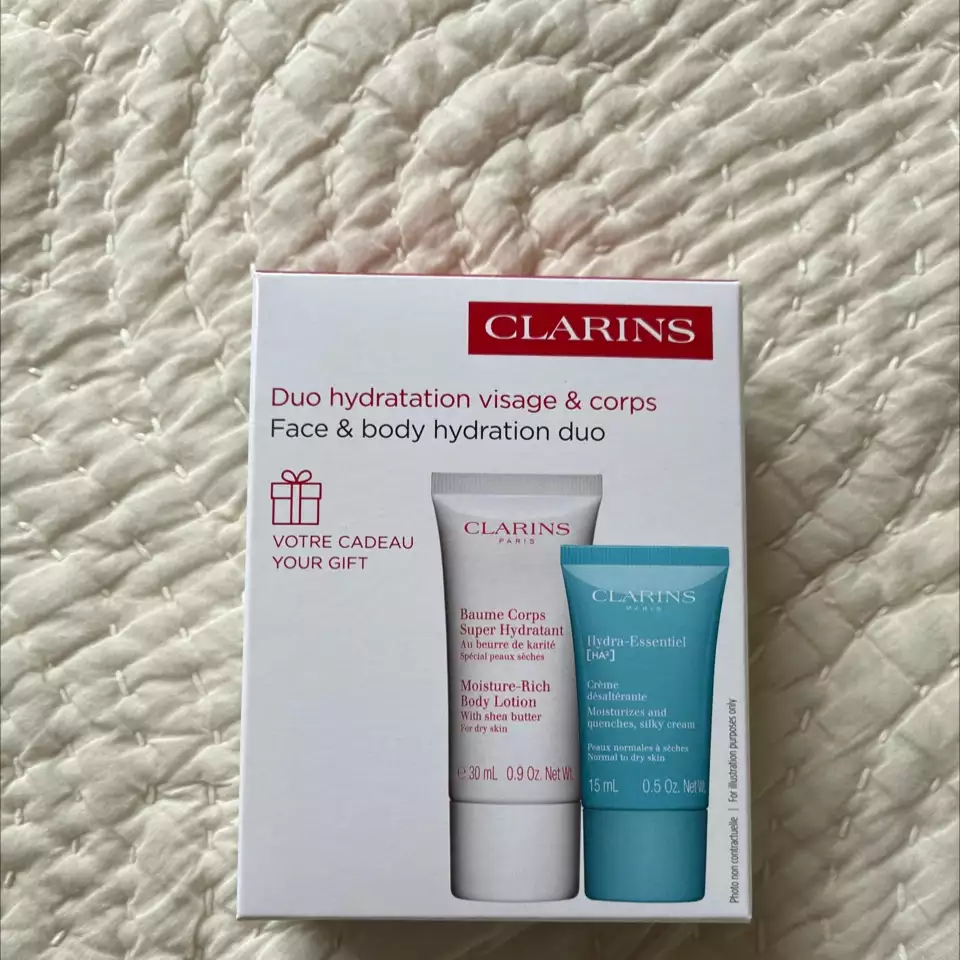 CLARINS
Duo hydratation visage & corps
Face & body hydration duo
VOTRE CADEAU
YOUR GIFT
CLARINS
PARIS
Baume Corps
Super Hydratant
Au beurre de karité
Spécial peaux sèches
Moisture-Rich
Body Lotion
With shea butter
For dry skin
℮ 30 mL 0.9 Oz. Net Wt.
CLARINS
PARIS
Hydra-Essentiel
[HA²]
Crème
désaltérante
Moisturizes and
quenches, silky cream
Peaux normales à sèches
Normal to dry skin
15 mL 0.5 Oz. Net Wt.
Photo non contractuelle | For illustration purposes only